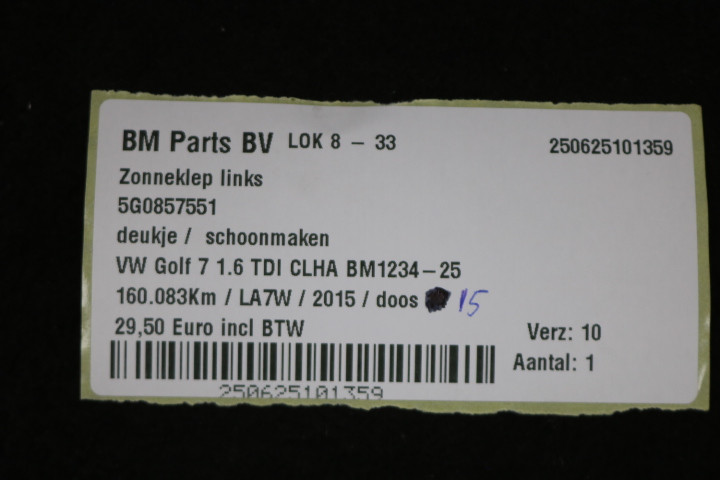 BM Parts BV LOK 8 - 33 250625101359
Zonneklep links
5G0857551
deukje / schoonmaken
VW Golf 7 1.6 TDI CLHA BM1234-25
160.083Km / LA7W / 2015 / doos 15
29,50 Euro incl BTW Verz: 10
Aantal: 1
250625101359